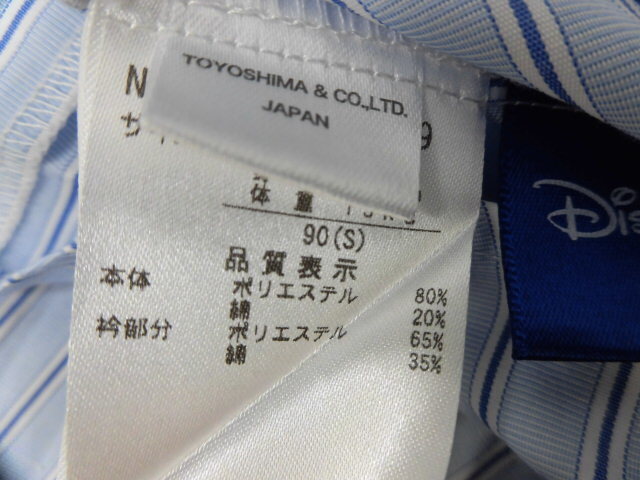 TOYOSHIMA & CO.,LTD.
JAPAN
N
9
体重
90(S)
品質表示
本体 ポリエステル 80%
綿 20%
衿部分 ポリエステル 65%
綿 35%
Dis